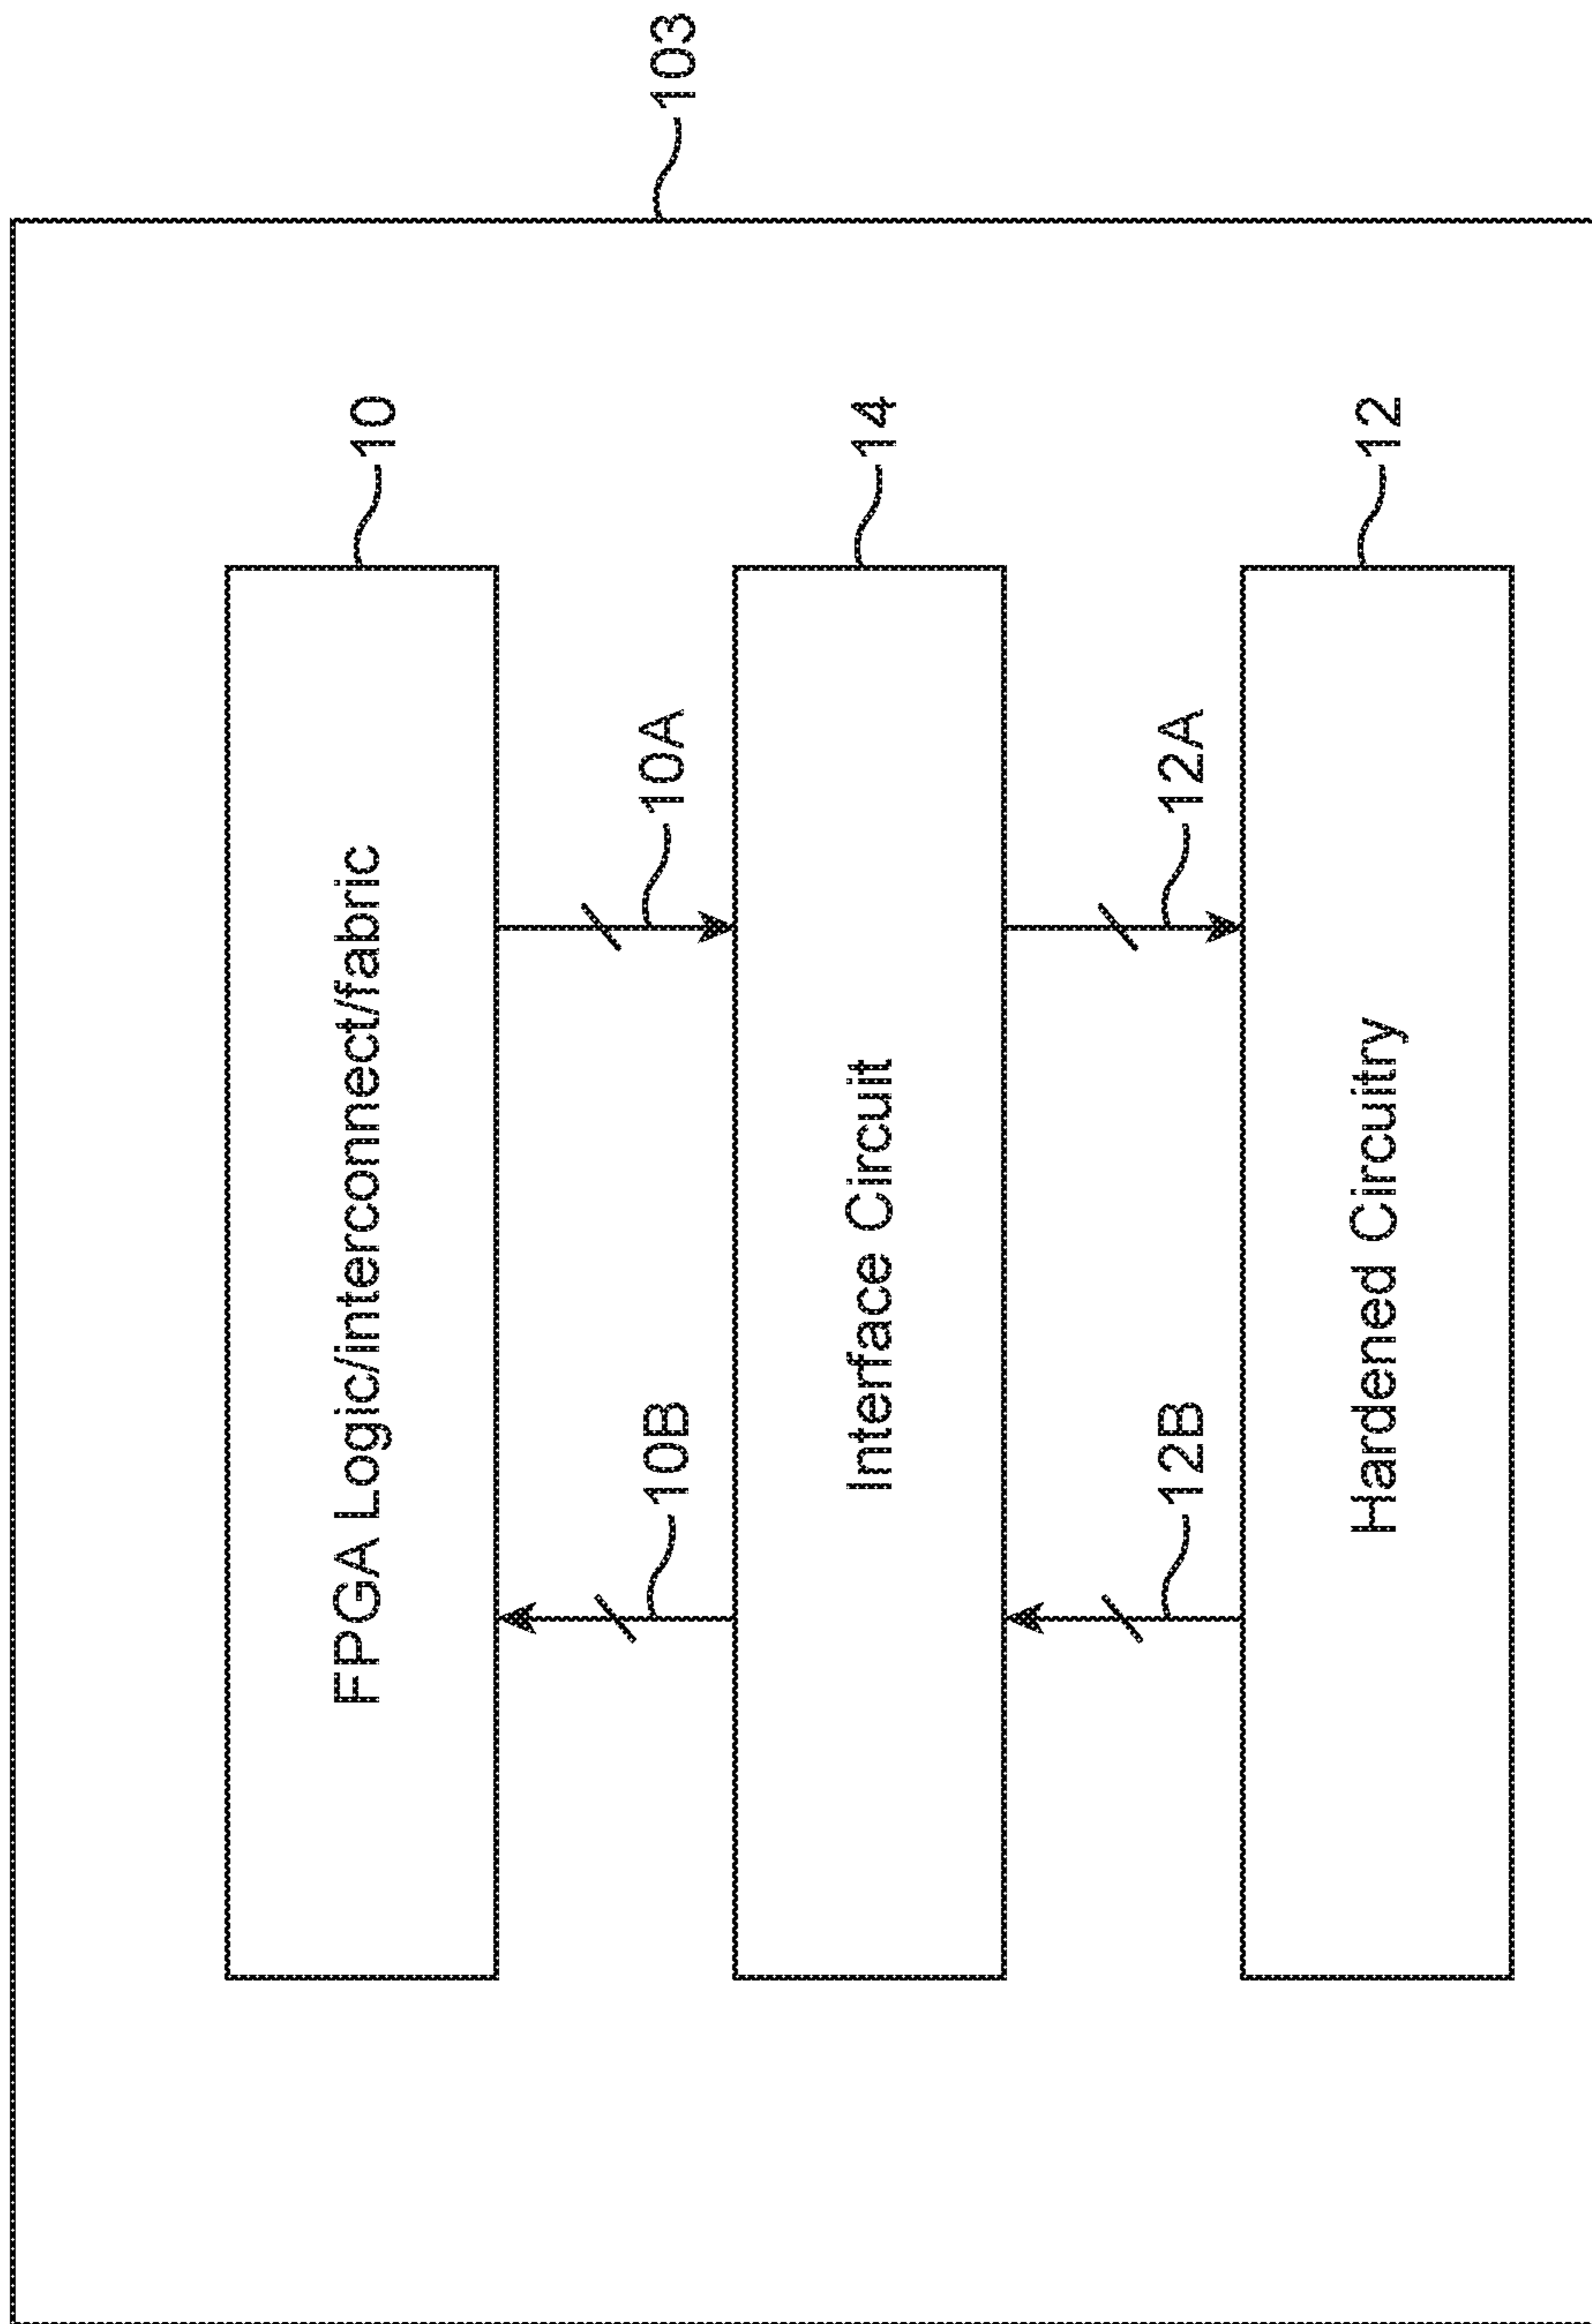 103
10
FPGA Logic/interconnect/fabric
10B
10A
14
Interface Circuit
12B
12A
12
Hardened Circuitry